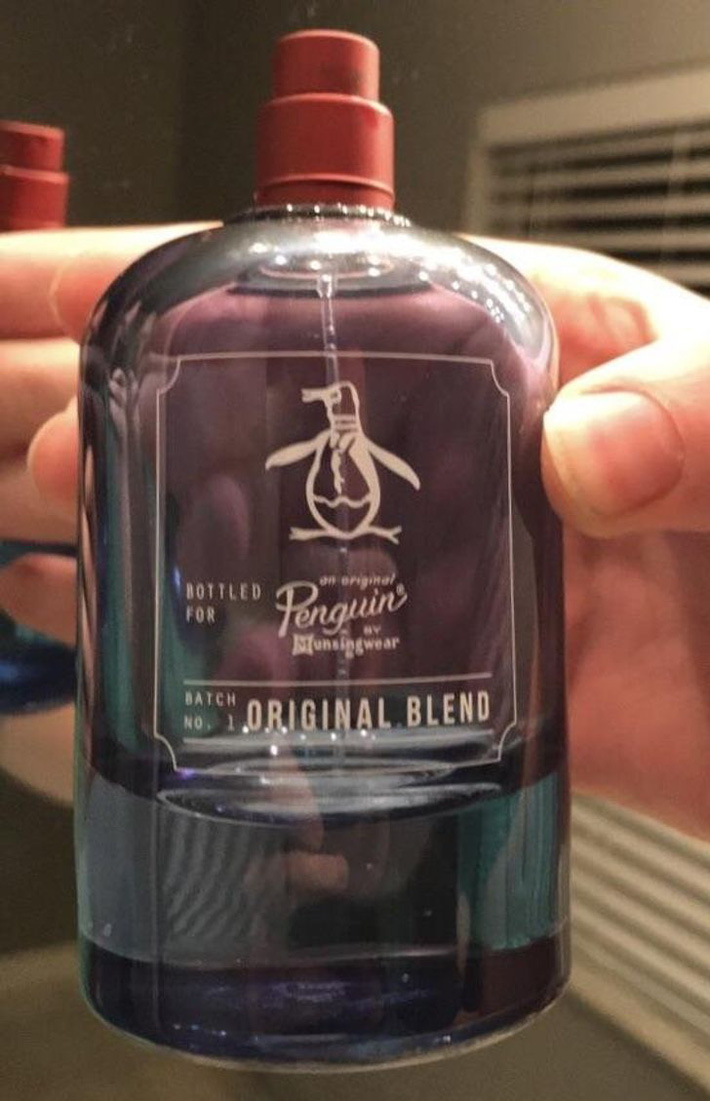 BOTTLED FOR
an original
Penguin®
BY
Munsingwear
BATCH NO. 1
ORIGINAL BLEND